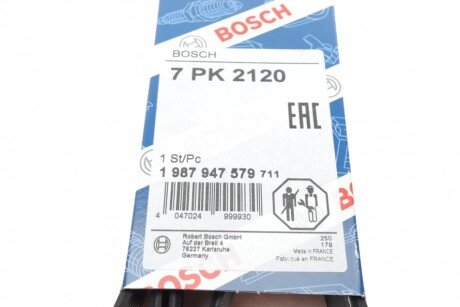 BOSCH
BOSCH
7 PK 2120
EAC
1 St/Pc
1 987 947 579 711
4 047024 999930
Robert Bosch GmbH
Auf der Breit 4
76227 Karlsruhe
Germany
250
179
Made in FRANCE
Fabriqué en FRANCE